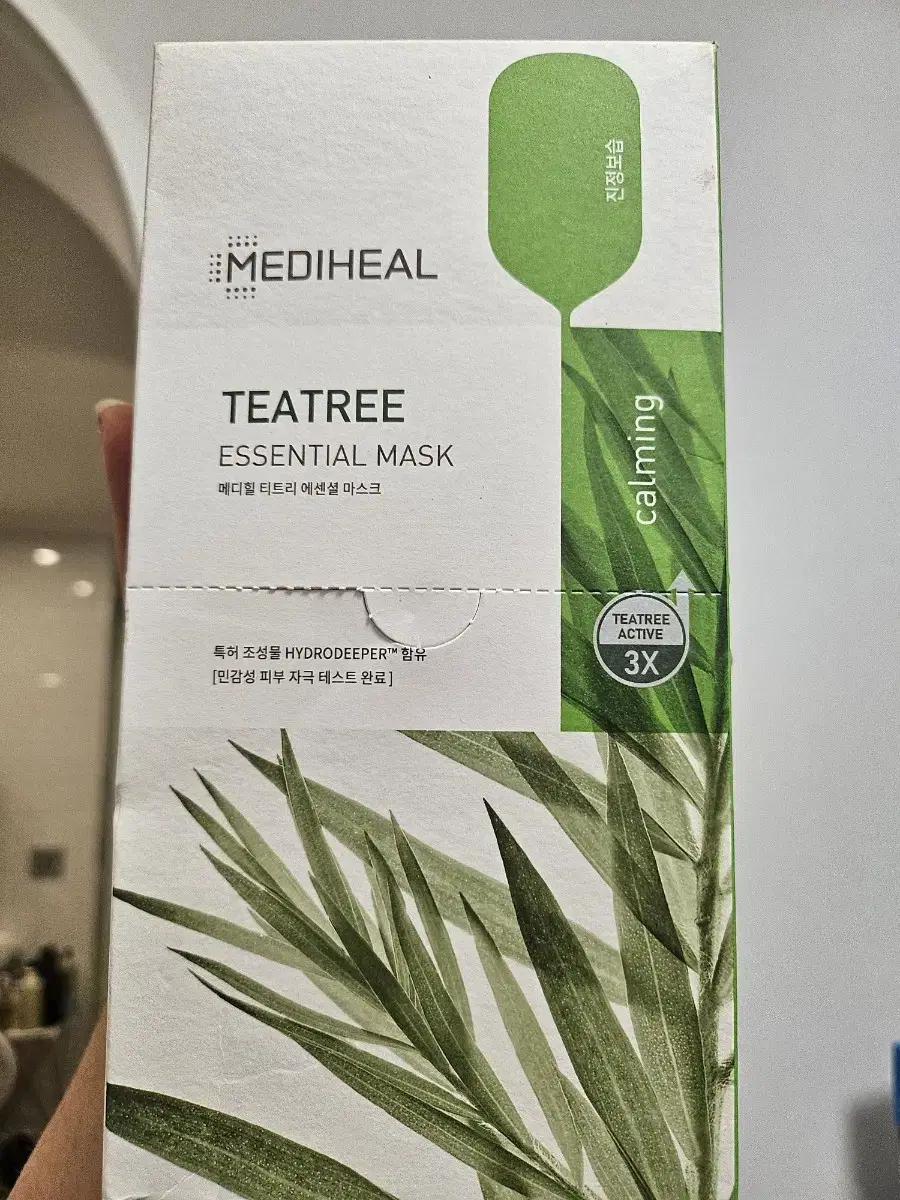 진정보습
MEDIHEAL
TEATREE
ESSENTIAL MASK
메디힐 티트리 에센셜 마스크
calming
TEATREE
ACTIVE
3X
특허 조성물 HYDRODEEPER™ 함유
[민감성 피부 자극 테스트 완료]